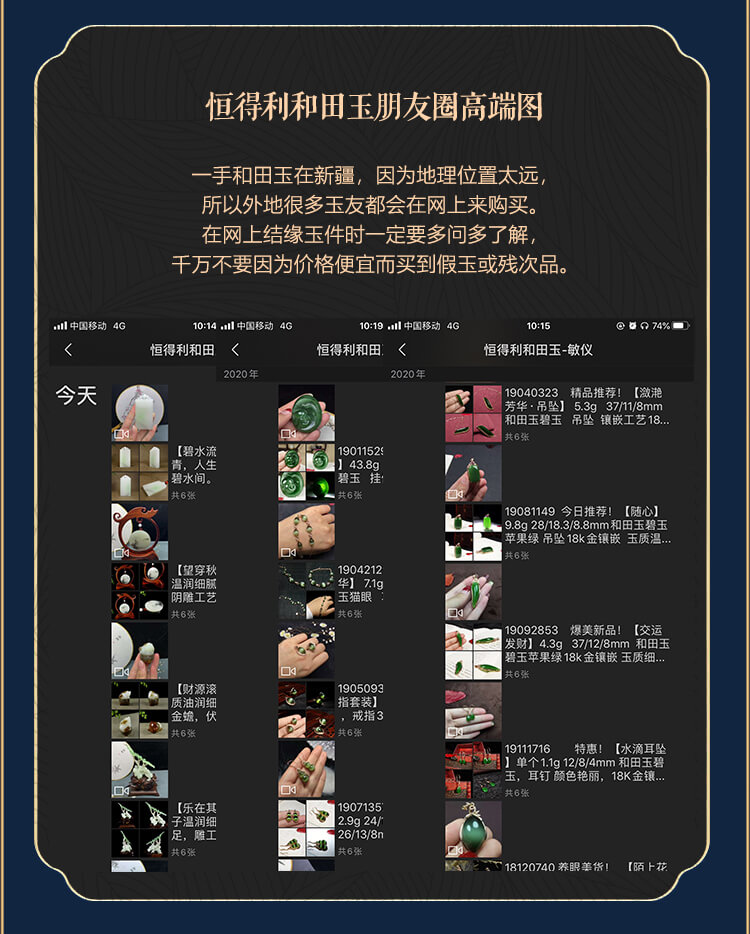 恒得利和田玉朋友圈高端图
一手和田玉在新疆，因为地理位置太远，
所以外地很多玉友都会在网上来购买。
在网上结缘玉件时一定要多问多了解，
千万不要因为价格便宜而买到假玉或残次品。
中国移动 4G 10:14
恒得利和田
今天
【碧水流
青，人生
碧水间。
共6张
【望穿秋
温润细腻
阴雕工艺
共6张
【财源滚
质油润细
金蟾，伏
共6张
【乐在其
子温润细
足，雕工
共6张
中国移动 4G 10:19
恒得利和田
2020年
1901152
】43.8g
碧玉 挂
共6张
1904212
华】7.1g
玉猫眼
共6张
1905093
指套装】
，戒指3
共6张
1907135
2.9g 24/
26/13/8
共6张
中国移动 4G 10:15 74%
恒得利和田玉-敏仪
2020年
19040323 精品推荐！【潋滟
芳华·吊坠】 5.3g 37/11/8mm
和田玉碧玉 吊坠 镶嵌工艺18...
共6张
19081149 今日推荐！【随心】
9.8g 28/18.3/8.8mm和田玉碧玉
苹果绿 吊坠18k金镶嵌 玉质温...
共6张
19092853 爆美新品！【交运
发财】4.3g 37/12/8mm 和田玉
碧玉苹果绿18k金镶嵌 玉质细...
共6张
19111716 特惠！【水滴耳坠
】单个1.1g 12/8/4mm 和田玉碧
玉，耳钉 颜色艳丽，18K金镶...
共6张
18120740 养眼美货！【陌上花